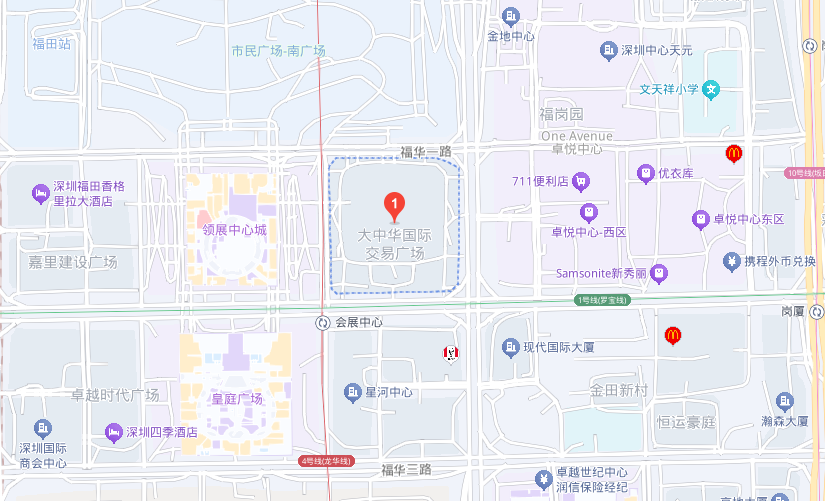 金地中心
福田站
市民广场-南广场
深圳中心天元
文天祥小学
福岗园
One Avenue
卓悦中心
福华一路
10号线(坂田
深圳福田香格
里拉大酒店
711便利店
优衣库
1
领展中心城
大中华国际
交易广场
卓悦中心-西区
卓悦中心东区
嘉里建设广场
携程外币兑换
Samsonite新秀丽
1号线(罗宝线)
岗厦
会展中心
现代国际大厦
卓越时代广场
皇庭广场
星河中心
金田新村
恒运豪庭
瀚森大厦
深圳四季酒店
深圳国际
商会中心
4号线(龙华线)
福华三路
卓越世纪中心
润信保险经纪